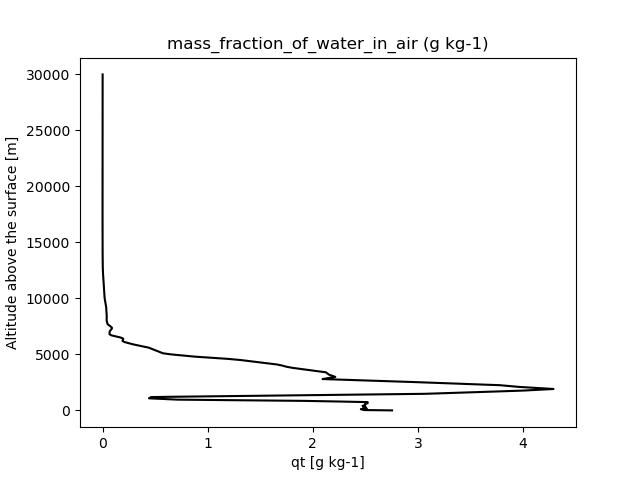 mass_fraction_of_water_in_air (g kg-1)
30000
25000
20000
15000
10000
5000
0
Altitude above the surface [m]
0 1 2 3 4
qt [g kg-1]